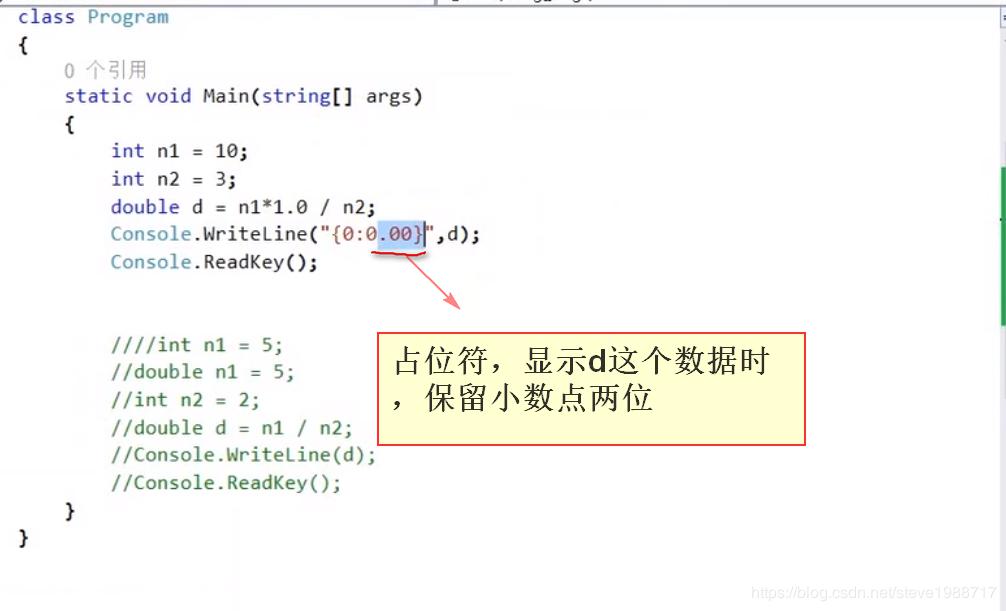 class Program
{
0 个引用
static void Main(string[] args)
{
int n1 = 10;
int n2 = 3;
double d = n1*1.0 / n2;
Console.WriteLine("{0:0.00}",d);
Console.ReadKey();
////int n1 = 5;
//double n1 = 5;
//int n2 = 2;
//double d = n1 / n2;
//Console.WriteLine(d);
//Console.ReadKey();
}
}
占位符，显示d这个数据时
，保留小数点两位
https://blog.csdn.net/steve1988717